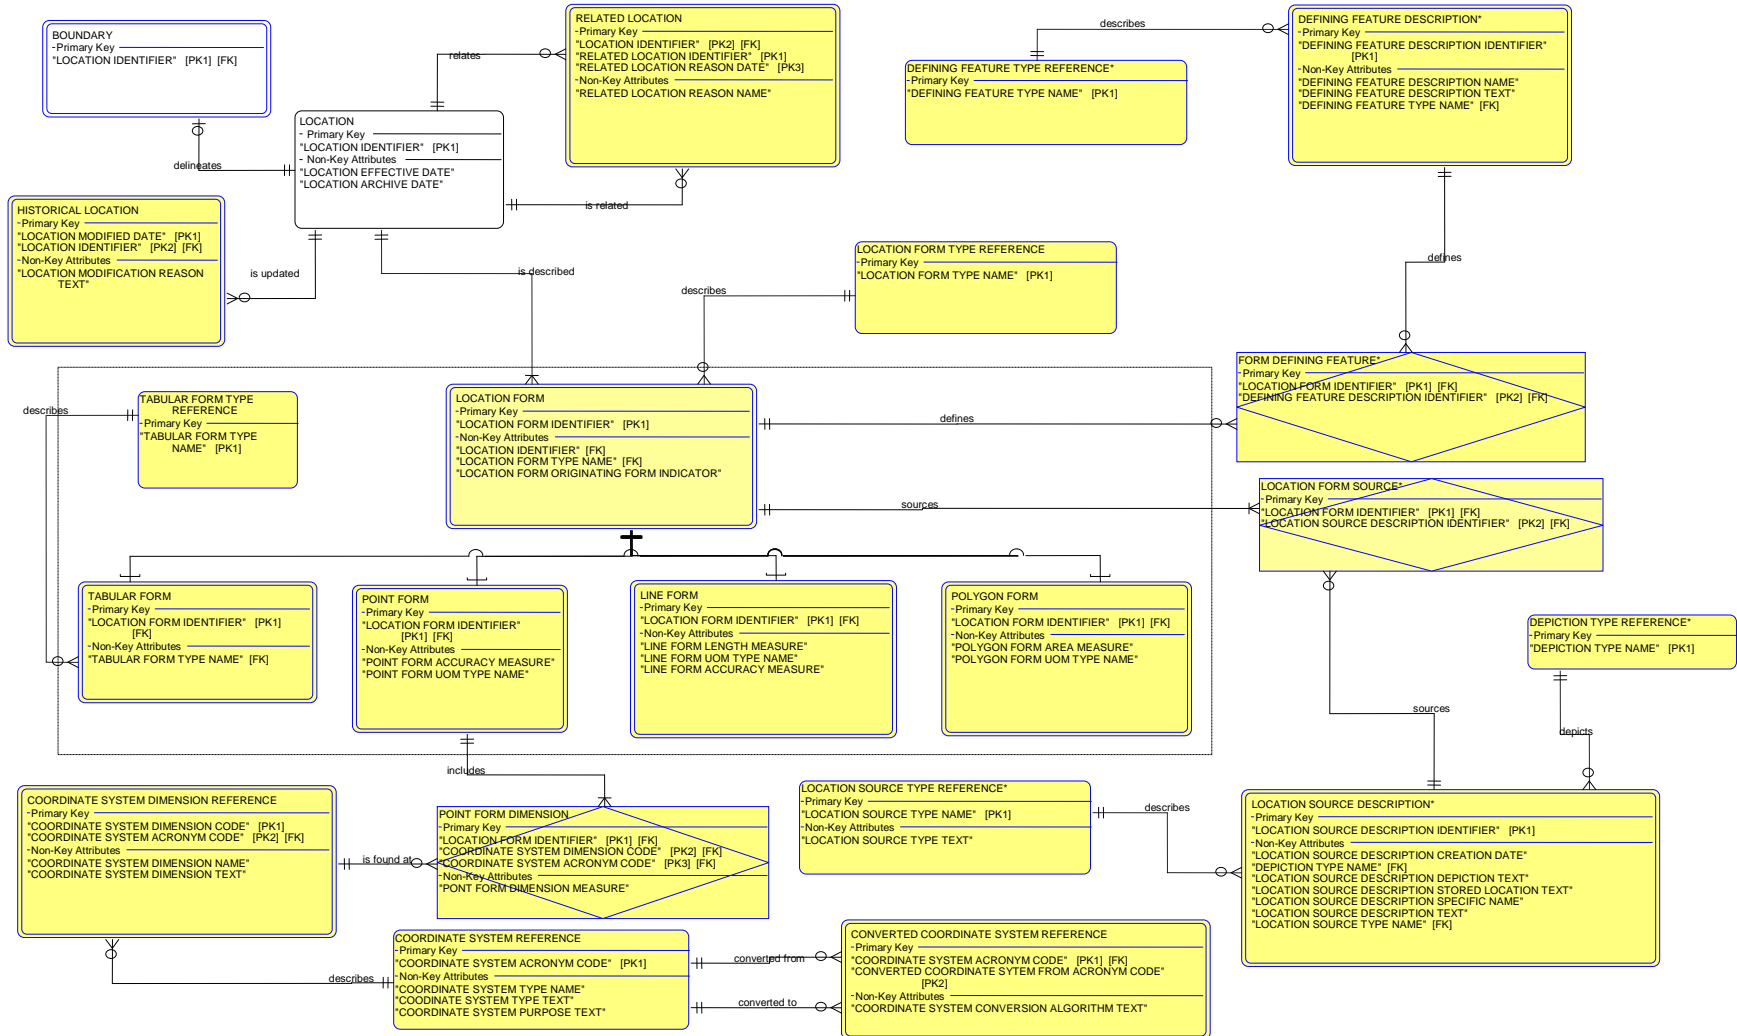 BOUNDARY
-Primary Key
"LOCATION IDENTIFIER" [PK1] [FK]
RELATED LOCATION
-Primary Key
"LOCATION IDENTIFIER" [PK2] [FK]
"RELATED LOCATION IDENTIFIER" [PK1]
"RELATED LOCATION REASON DATE" [PK3]
-Non-Key Attributes
"RELATED LOCATION REASON NAME"
describes
DEFINING FEATURE DESCRIPTION*
-Primary Key
"DEFINING FEATURE DESCRIPTION IDENTIFIER"
[PK1]
-Non-Key Attributes
"DEFINING FEATURE DESCRIPTION NAME"
"DEFINING FEATURE DESCRIPTION TEXT"
"DEFINING FEATURE TYPE NAME" [FK]
relates
DEFINING FEATURE TYPE REFERENCE*
-Primary Key
"DEFINING FEATURE TYPE NAME" [PK1]
LOCATION
- Primary Key
"LOCATION IDENTIFIER" [PK1]
- Non-Key Attributes
"LOCATION EFFECTIVE DATE"
"LOCATION ARCHIVE DATE"
delineates
is related
HISTORICAL LOCATION
-Primary Key
"LOCATION MODIFIED DATE" [PK1]
"LOCATION IDENTIFIER" [PK2] [FK]
-Non-Key Attributes
"LOCATION MODIFICATION REASON
TEXT"
is updated
is described
LOCATION FORM TYPE REFERENCE
-Primary Key
"LOCATION FORM TYPE NAME" [PK1]
describes
defines
FORM DEFINING FEATURE*
-Primary Key
"LOCATION FORM IDENTIFIER" [PK1] [FK]
"DEFINING FEATURE DESCRIPTION IDENTIFIER" [PK2] [FK]
describes
TABULAR FORM TYPE
REFERENCE
-Primary Key
"TABULAR FORM TYPE
NAME" [PK1]
LOCATION FORM
-Primary Key
"LOCATION FORM IDENTIFIER" [PK1]
-Non-Key Attributes
"LOCATION IDENTIFIER" [FK]
"LOCATION FORM TYPE NAME" [FK]
"LOCATION FORM ORIGINATING FORM INDICATOR"
defines
sources
LOCATION FORM SOURCE*
-Primary Key
"LOCATION FORM IDENTIFIER" [PK1] [FK]
"LOCATION SOURCE DESCRIPTION IDENTIFIER" [PK2] [FK]
TABULAR FORM
-Primary Key
"LOCATION FORM IDENTIFIER" [PK1]
[FK]
-Non-Key Attributes
"TABULAR FORM TYPE NAME" [FK]
POINT FORM
-Primary Key
"LOCATION FORM IDENTIFIER"
[PK1] [FK]
-Non-Key Attributes
"POINT FORM ACCURACY MEASURE"
"POINT FORM UOM TYPE NAME"
LINE FORM
-Primary Key
"LOCATION FORM IDENTIFIER" [PK1] [FK]
-Non-Key Attributes
"LINE FORM LENGTH MEASURE"
"LINE FORM UOM TYPE NAME"
"LINE FORM ACCURACY MEASURE"
POLYGON FORM
-Primary Key
"LOCATION FORM IDENTIFIER" [PK1] [FK]
-Non-Key Attributes
"POLYGON FORM AREA MEASURE"
"POLYGON FORM UOM TYPE NAME"
DEPICTION TYPE REFERENCE*
-Primary Key
"DEPICTION TYPE NAME" [PK1]
sources
depicts
includes
COORDINATE SYSTEM DIMENSION REFERENCE
-Primary Key
"COORDINATE SYSTEM DIMENSION CODE" [PK1]
"COORDINATE SYSTEM ACRONYM CODE" [PK2] [FK]
-Non-Key Attributes
"COORDINATE SYSTEM DIMENSION NAME"
"COORDINATE SYSTEM DIMENSION TEXT"
is found at
POINT FORM DIMENSION
-Primary Key
"LOCATION FORM IDENTIFIER" [PK1] [FK]
"COORDINATE SYSTEM DIMENSION CODE" [PK2] [FK]
"COORDINATE SYSTEM ACRONYM CODE" [PK3] [FK]
-Non-Key Attributes
"PONT FORM DIMENSION MEASURE"
LOCATION SOURCE TYPE REFERENCE*
-Primary Key
"LOCATION SOURCE TYPE NAME" [PK1]
-Non-Key Attributes
"LOCATION SOURCE TYPE TEXT"
describes
LOCATION SOURCE DESCRIPTION*
-Primary Key
"LOCATION SOURCE DESCRIPTION IDENTIFIER" [PK1]
-Non-Key Attributes
"LOCATION SOURCE DESCRIPTION CREATION DATE"
"DEPICTION TYPE NAME" [FK]
"LOCATION SOURCE DESCRIPTION DEPICTION TEXT"
"LOCATION SOURCE DESCRIPTION STORED LOCATION TEXT"
"LOCATION SOURCE DESCRIPTION SPECIFIC NAME"
"LOCATION SOURCE DESCRIPTION TEXT"
"LOCATION SOURCE TYPE NAME" [FK]
describes
COORDINATE SYSTEM REFERENCE
-Primary Key
"COORDINATE SYSTEM ACRONYM CODE" [PK1]
-Non-Key Attributes
"COORDINATE SYSTEM TYPE NAME"
"COODINATE SYSTEM TYPE TEXT"
"COORDINATE SYSTEM PURPOSE TEXT"
converted from
converted to
CONVERTED COORDINATE SYSTEM REFERENCE
-Primary Key
"COORDINATE SYSTEM ACRONYM CODE" [PK1] [FK]
"CONVERTED COORDINATE SYTEM FROM ACRONYM CODE"
[PK2]
-Non-Key Attributes
"COORDINATE SYSTEM CONVERSION ALGORITHM TEXT"